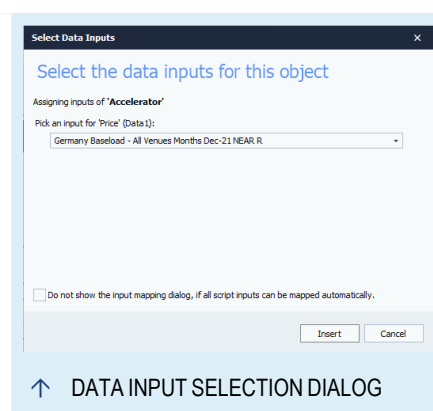 Select Data Inputs
Select the data inputs for this object
Assigning inputs of 'Accelerator'
Pick an input for 'Price' (Data1):
Germany Baseload - All Venues Months Dec-21 NEAR R
Do not show the input mapping dialog, if all script inputs can be mapped automatically.
Insert Cancel
↑ DATA INPUT SELECTION DIALOG